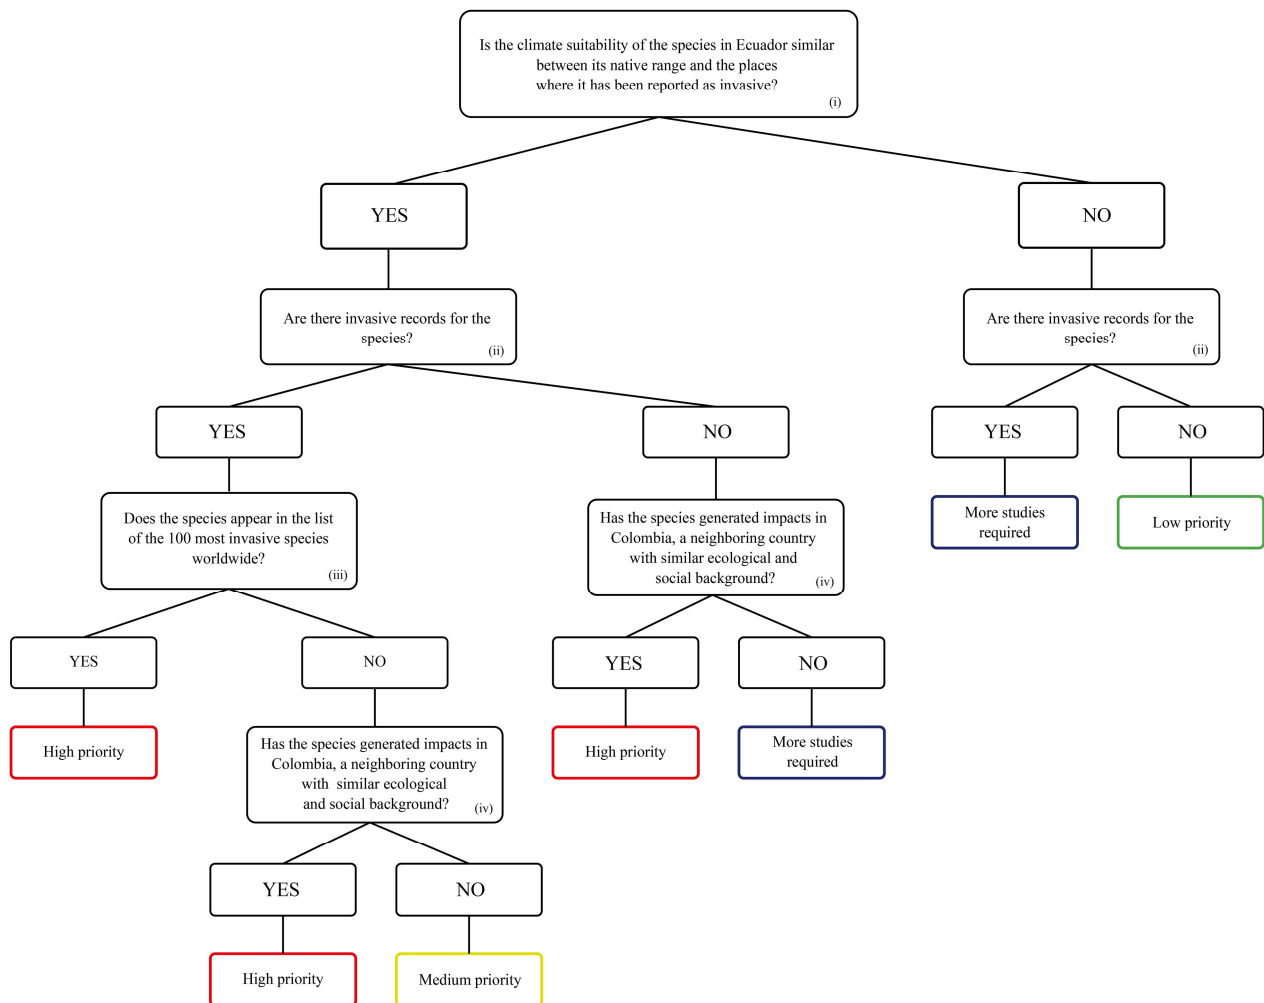 Is the climate suitability of the species in Ecuador similar
between its native range and the places
where it has been reported as invasive?
(i)
YES
NO
Are there invasive records for the
species?
(ii)
Are there invasive records for the
species?
(ii)
YES
NO
YES
NO
Does the species appear in the list
of the 100 most invasive species
worldwide?
(iii)
Has the species generated impacts in
Colombia, a neighboring country
with similar ecological and
social background?
(iv)
More studies
required
Low priority
YES
NO
YES
NO
High priority
Has the species generated impacts in
Colombia, a neighboring country
with similar ecological
and social background?
(iv)
High priority
More studies
required
YES
NO
High priority
Medium priority